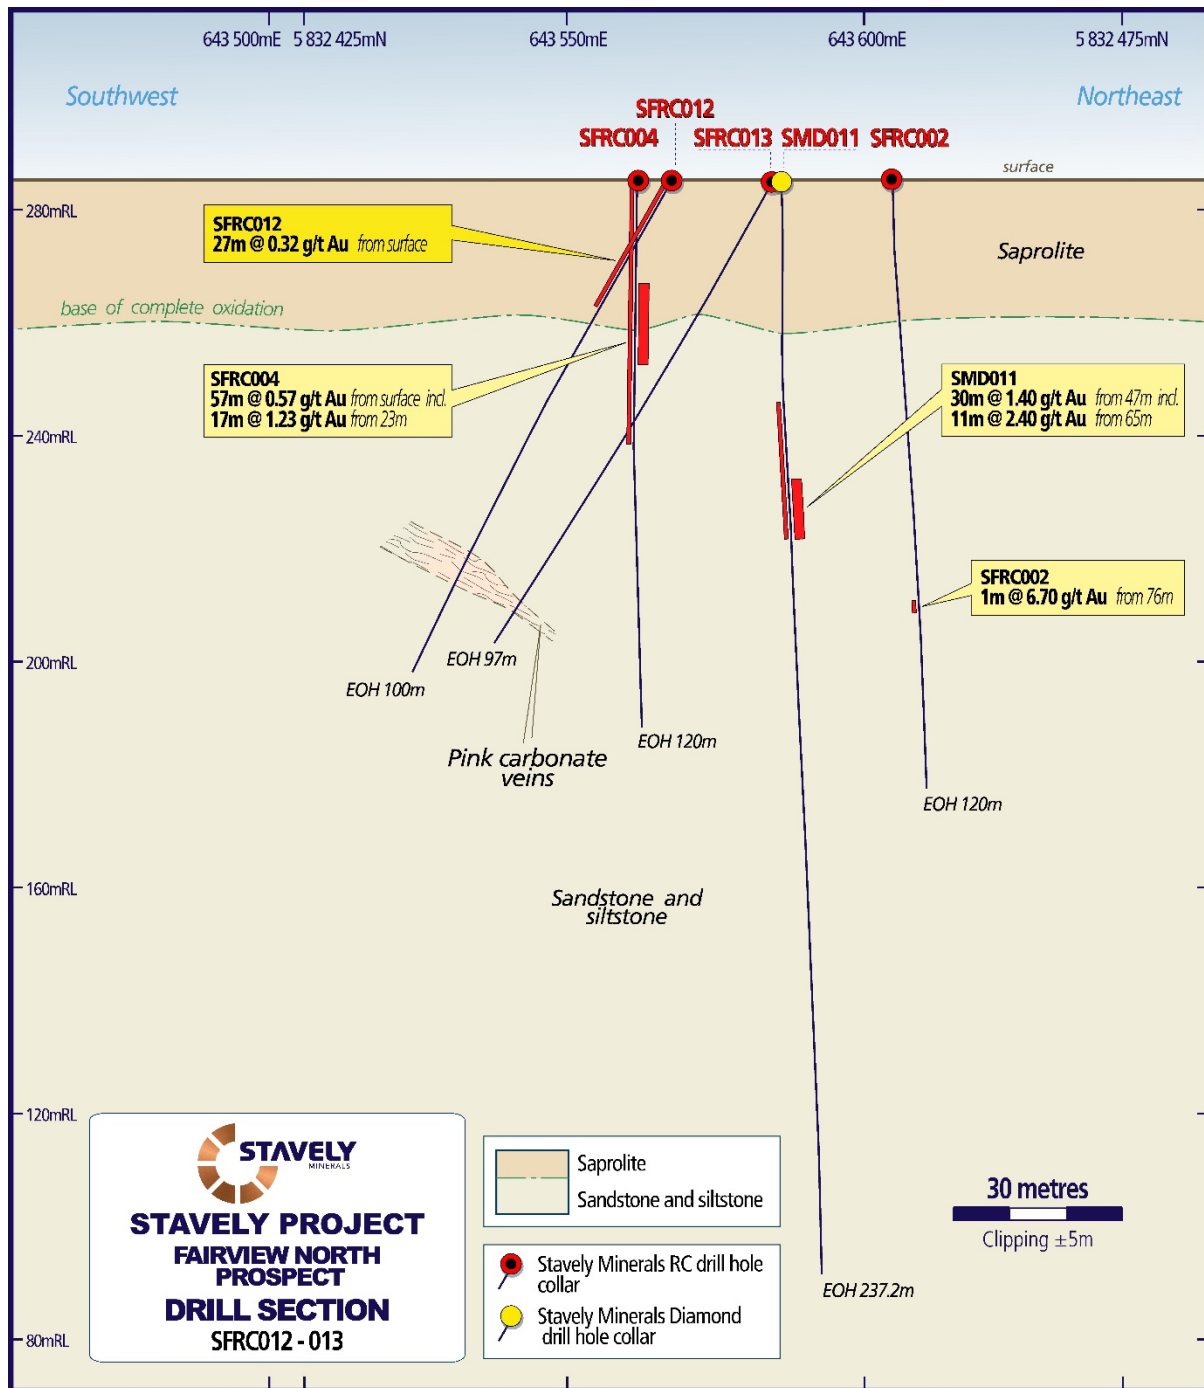 643 500mE 5 832 425mN 643 550mE 643 600mE 5 832 475mN
Southwest
Northeast
SFRC012
SFRC004 SFRC013 SMD011 SFRC002
surface
280mRL
SFRC012
27m @ 0.32 g/t Au from surface
Saprolite
base of complete oxidation
SFRC004
57m @ 0.57 g/t Au from surface incl.
17m @ 1.23 g/t Au from 23m
SMD011
30m @ 1.40 g/t Au from 47m incl.
11m @ 2.40 g/t Au from 65m
240mRL
SFRC002
1m @ 6.70 g/t Au from 76m
200mRL
EOH 97m
EOH 100m
EOH 120m
Pink carbonate
veins
EOH 120m
160mRL
Sandstone and
siltstone
120mRL
STAVELY
MINERALS
STAVELY PROJECT
FAIRVIEW NORTH
PROSPECT
DRILL SECTION
SFRC012 - 013
Saprolite
Sandstone and siltstone
Stavely Minerals RC drill hole
collar
Stavely Minerals Diamond
drill hole collar
30 metres
Clipping ±5m
EOH 237.2m
80mRL